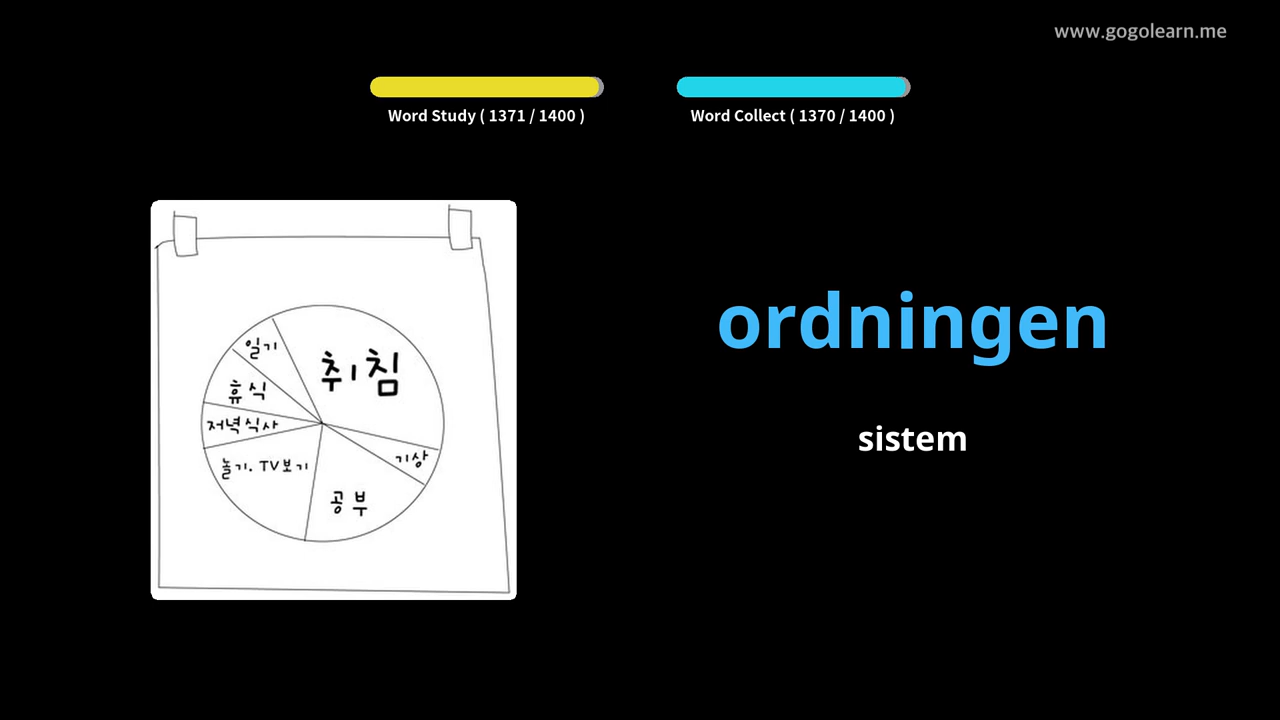 www.gogolearn.me
Word Study ( 1371 / 1400 )
Word Collect ( 1370 / 1400 )
일기
취침
휴식
저녁식사
기상
놀기. TV보기
공부
ordningen
sistem